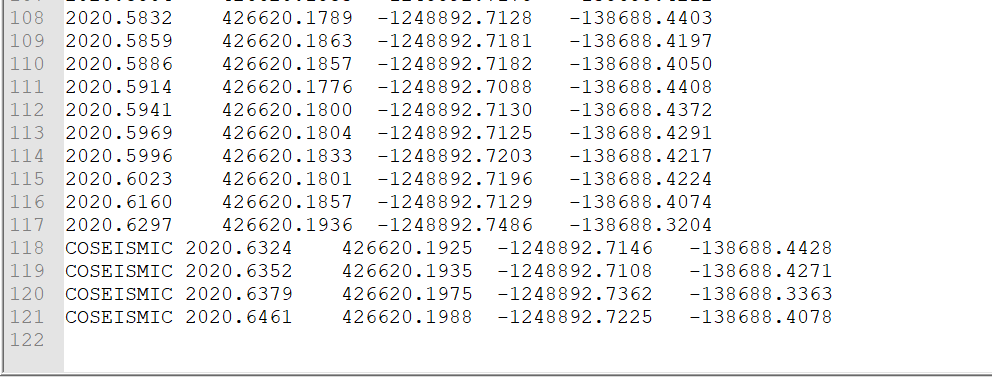 108 2020.5832 426620.1789 -1248892.7128 -138688.4403
109 2020.5859 426620.1863 -1248892.7181 -138688.4197
110 2020.5886 426620.1857 -1248892.7182 -138688.4050
111 2020.5914 426620.1776 -1248892.7088 -138688.4408
112 2020.5941 426620.1800 -1248892.7130 -138688.4372
113 2020.5969 426620.1804 -1248892.7125 -138688.4291
114 2020.5996 426620.1833 -1248892.7203 -138688.4217
115 2020.6023 426620.1801 -1248892.7196 -138688.4224
116 2020.6160 426620.1857 -1248892.7129 -138688.4074
117 2020.6297 426620.1936 -1248892.7486 -138688.3204
118 COSEISMIC 2020.6324 426620.1925 -1248892.7146 -138688.4428
119 COSEISMIC 2020.6352 426620.1935 -1248892.7108 -138688.4271
120 COSEISMIC 2020.6379 426620.1975 -1248892.7362 -138688.3363
121 COSEISMIC 2020.6461 426620.1988 -1248892.7225 -138688.4078
122